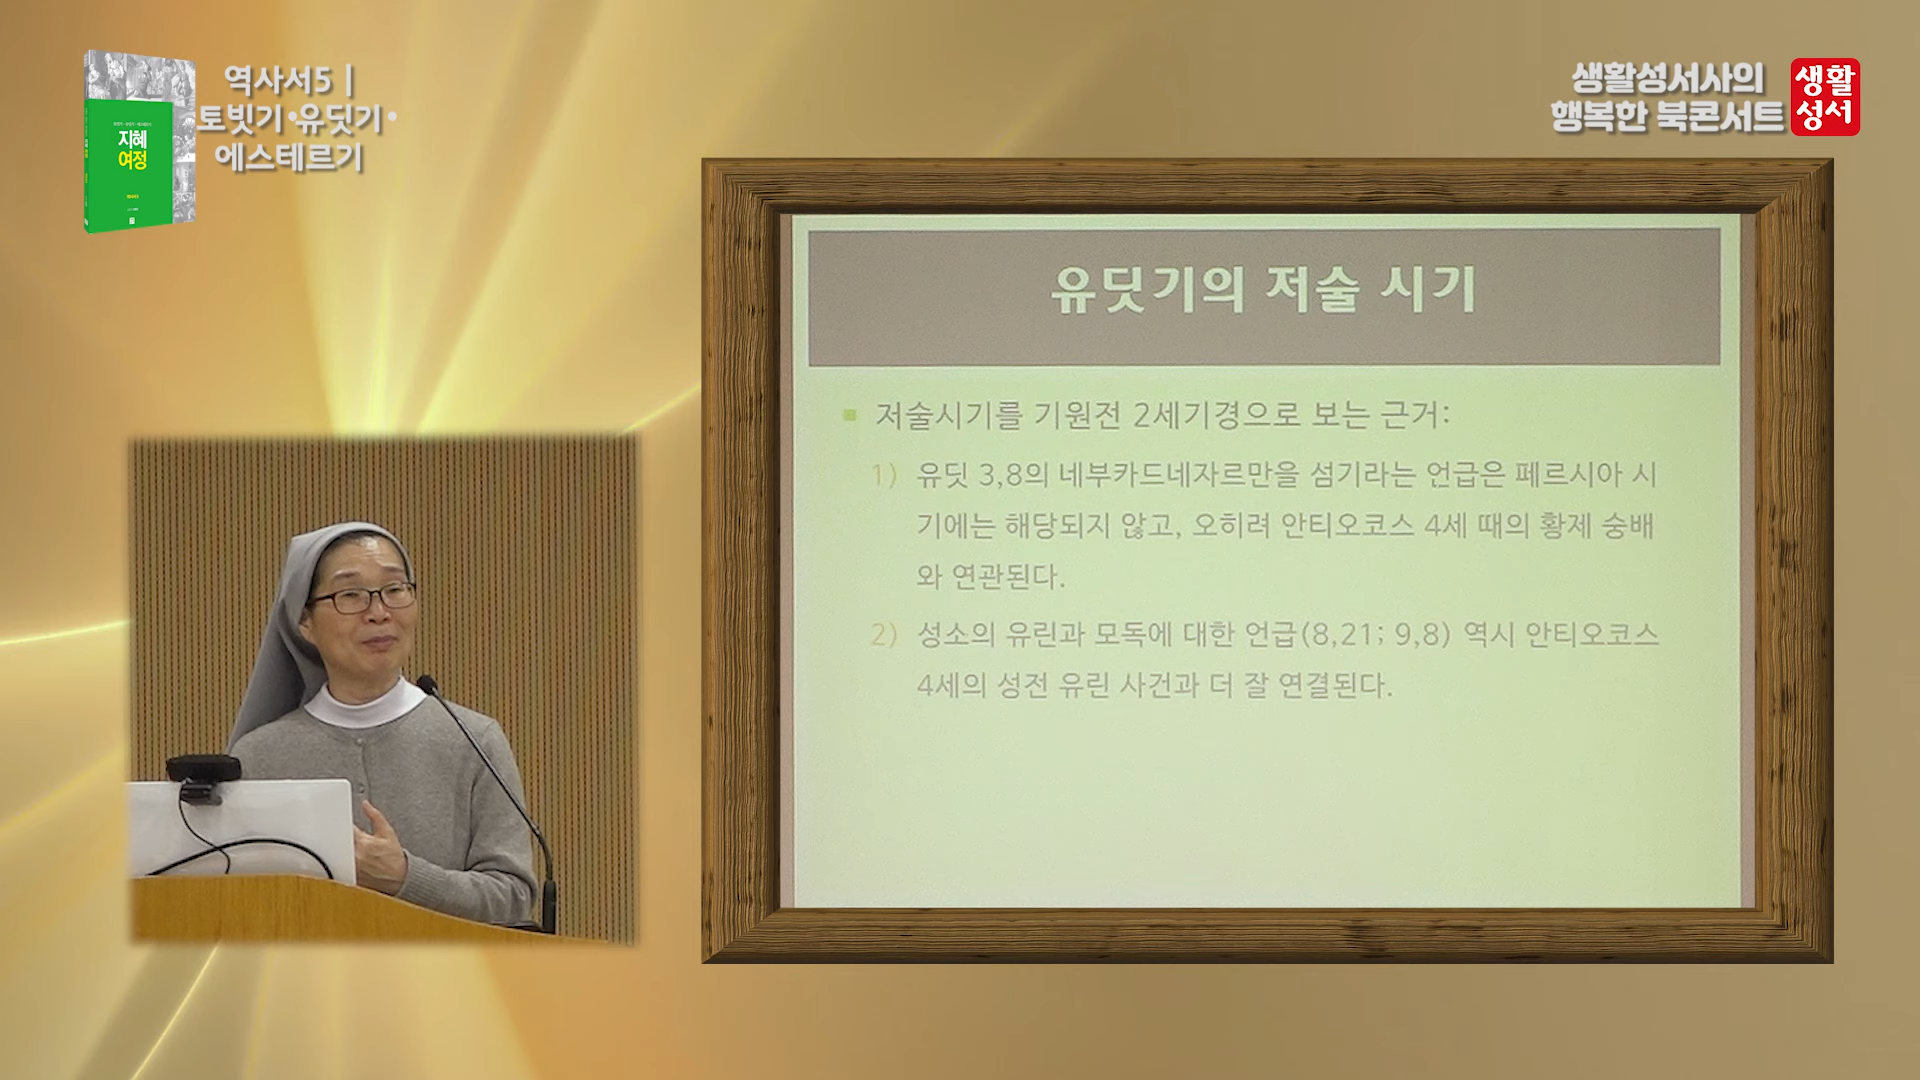 역사서5 |
토빗기·유딧기·
에스테르기
지혜
여정
생활성서사의
행복한 북콘서트
생활
성서
유딧기의 저술 시기
저술시기를 기원전 2세기경으로 보는 근거:
1) 유딧 3,8의 네부카드네자르만을 섬기라는 언급은 페르시아 시
기에는 해당되지 않고, 오히려 안티오코스 4세 때의 황제 숭배
와 연관된다.
2) 성소의 유린과 모독에 대한 언급(8,21; 9,8) 역시 안티오코스
4세의 성전 유린 사건과 더 잘 연결된다.